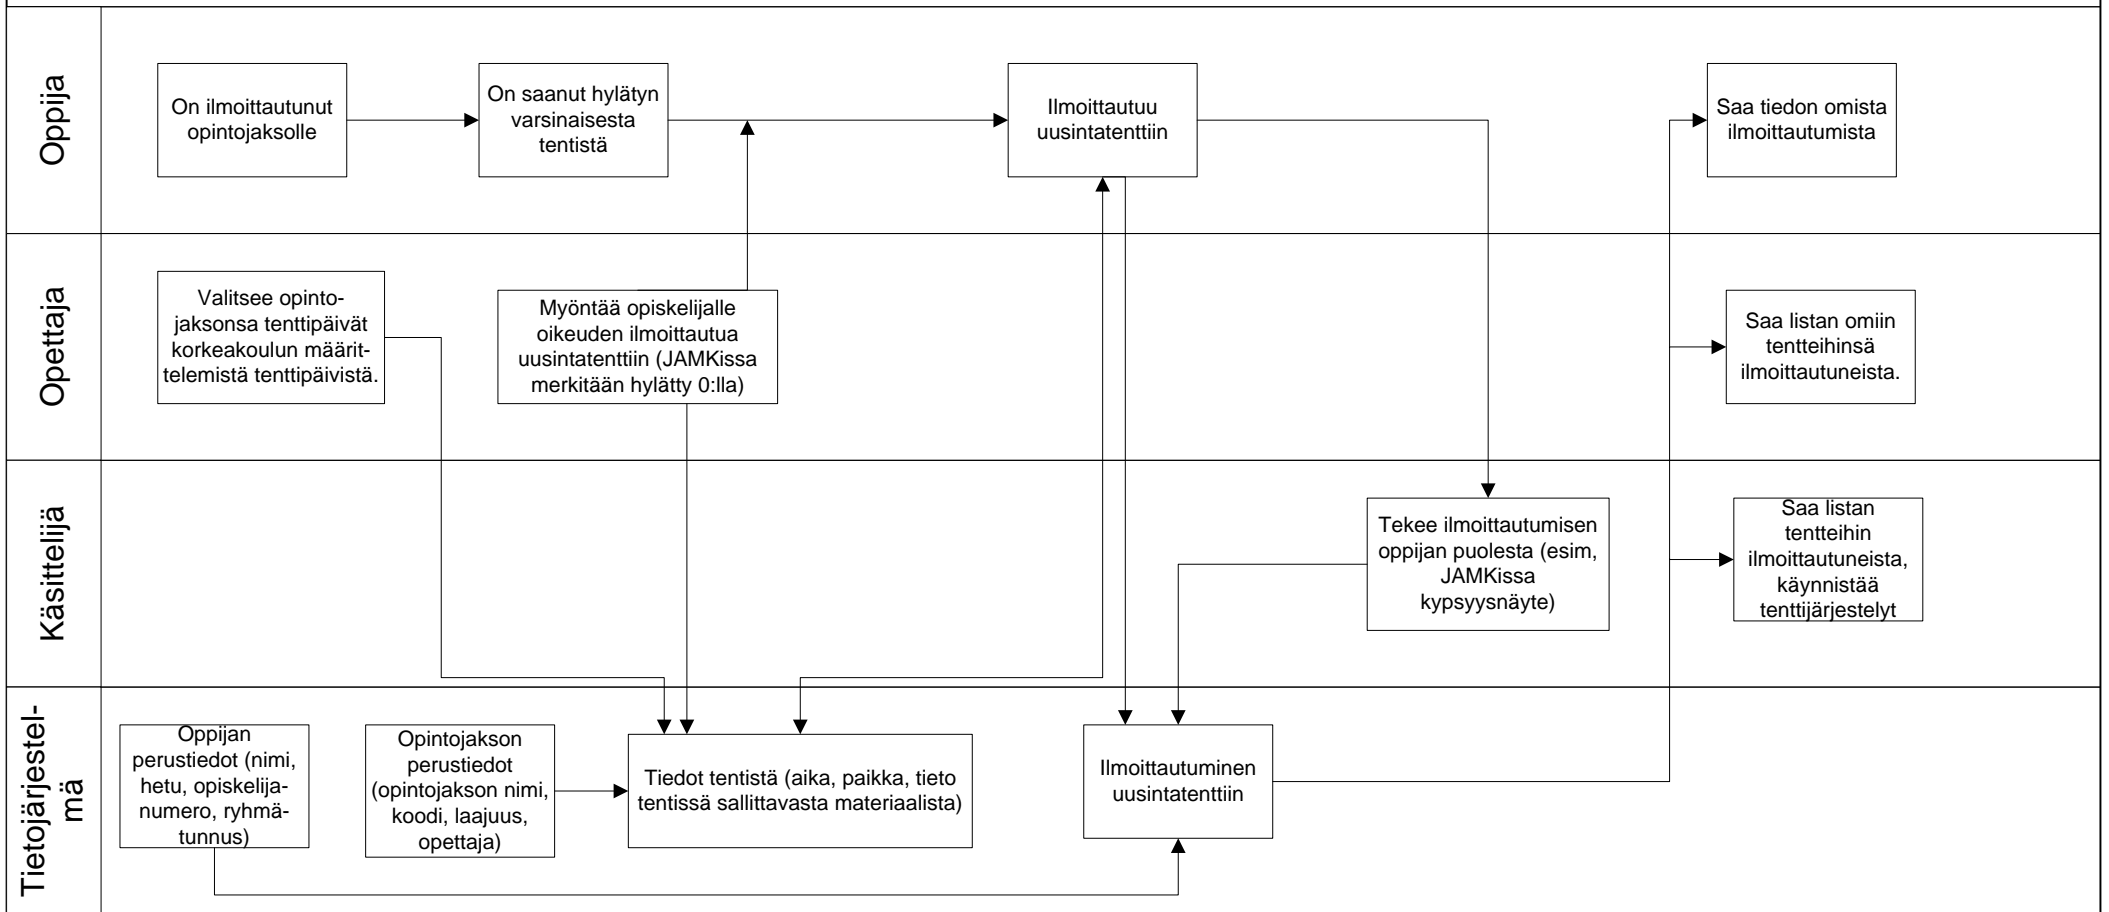 Oppija
On ilmoittautunut
opintojaksolle
On saanut hylätyn
varsinaisesta
tentistä
Ilmoittautuu
uusintatenttiin
Saa tiedon omista
ilmoittautumista
Opettaja
Valitsee opinto-
jaksonsa tenttipäivät
korkeakoulun määrit-
telemistä tenttipäivistä.
Myöntää opiskelijalle
oikeuden ilmoittautua
uusintatenttiin (JAMKissa
merkitään hylätty 0:lla)
Saa listan omiin
tentteihinsä
ilmoittautuneista.
Käsittelijä
Tekee ilmoittautumisen
oppijan puolesta (esim,
JAMKissa
kypsyysnäyte)
Saa listan
tentteihin
ilmoittautuneista,
käynnistää
tenttijärjestelyt
Tietojärjestel-
mä
Oppijan
perustiedot (nimi,
hetu, opiskelija-
numero, ryhmä-
tunnus)
Opintojakson
perustiedot
(opintojakson nimi,
koodi, laajuus,
opettaja)
Tiedot tentistä (aika, paikka, tieto
tentissä sallittavasta materiaalista)
Ilmoittautuminen
uusintatenttiin